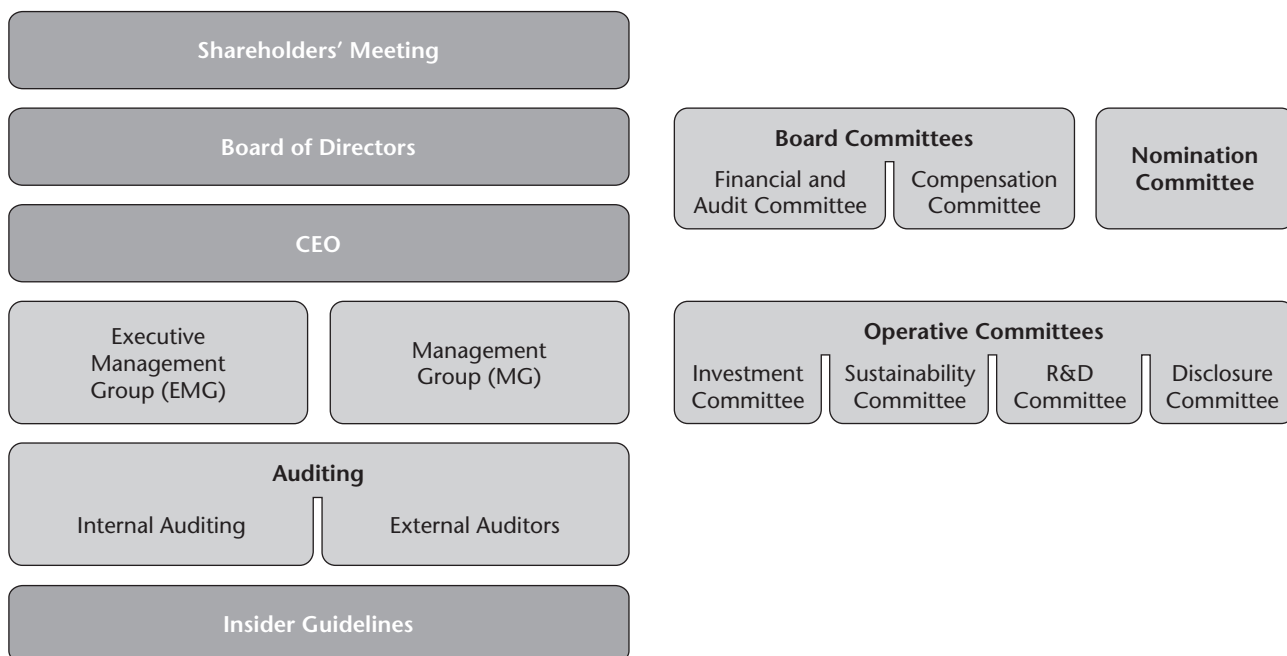 Shareholders’ Meeting
Board of Directors
CEO
Executive
Management
Group (EMG)
Management
Group (MG)
Auditing
Internal Auditing
External Auditors
Insider Guidelines
Board Committees
Financial and
Audit Committee
Compensation
Committee
Nomination
Committee
Operative Committees
Investment
Committee
Sustainability
Committee
R&D
Committee
Disclosure
Committee